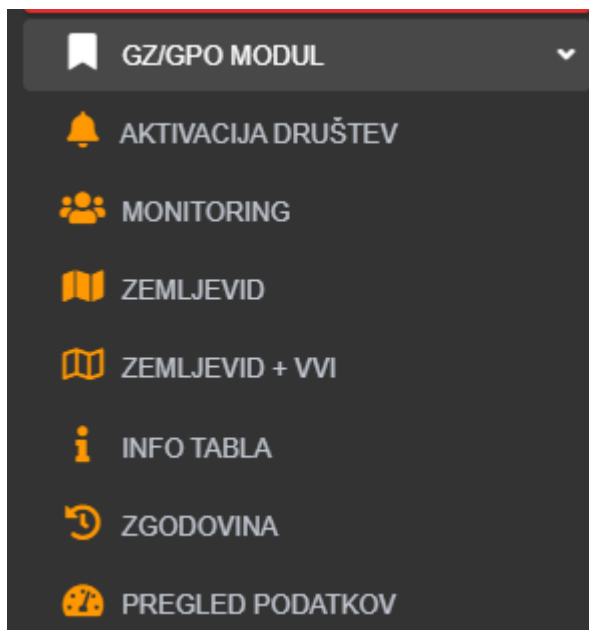 GZ/GPO MODUL
AKTIVACIJA DRUŠTEV
MONITORING
ZEMLJEVID
ZEMLJEVID + VVI
INFO TABLA
ZGODOVINA
PREGLED PODATKOV